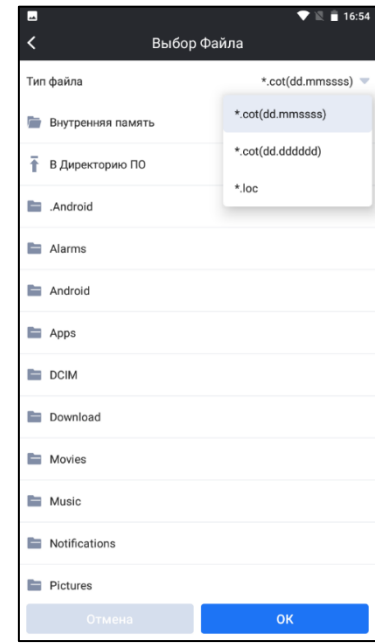 16:54
Выбор Файла
Тип файла *.cot(dd.mmssss)
*.cot(dd.mmssss)
Внутренняя память
*.cot(dd.dddddd)
В Директорию ПО
*.loc
.Android
Alarms
Android
Apps
DCIM
Download
Movies
Music
Notifications
Pictures
Отмена OK